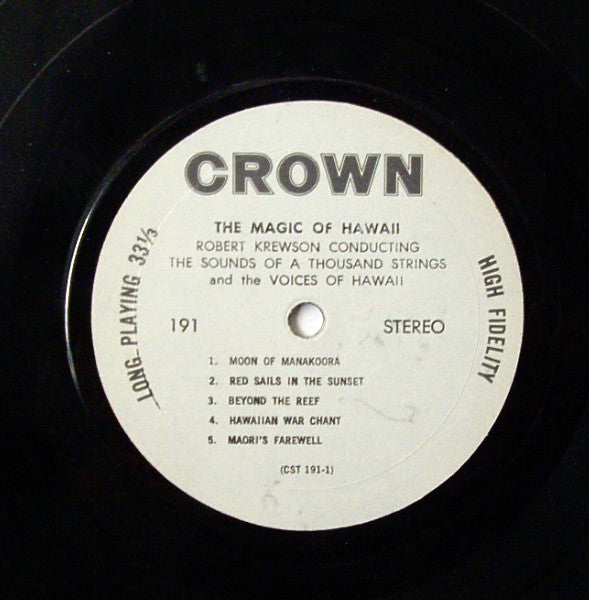 CROWN
THE MAGIC OF HAWAII
ROBERT KREWSON CONDUCTING
THE SOUNDS OF A THOUSAND STRINGS
and the VOICES OF HAWAII
LONG PLAYING 33⅓
HIGH FIDELITY
191 STEREO
1. MOON OF MANAKOORA
2. RED SAILS IN THE SUNSET
3. BEYOND THE REEF
4. HAWAIIAN WAR CHANT
5. MAORI'S FAREWELL
(CST 191-1)